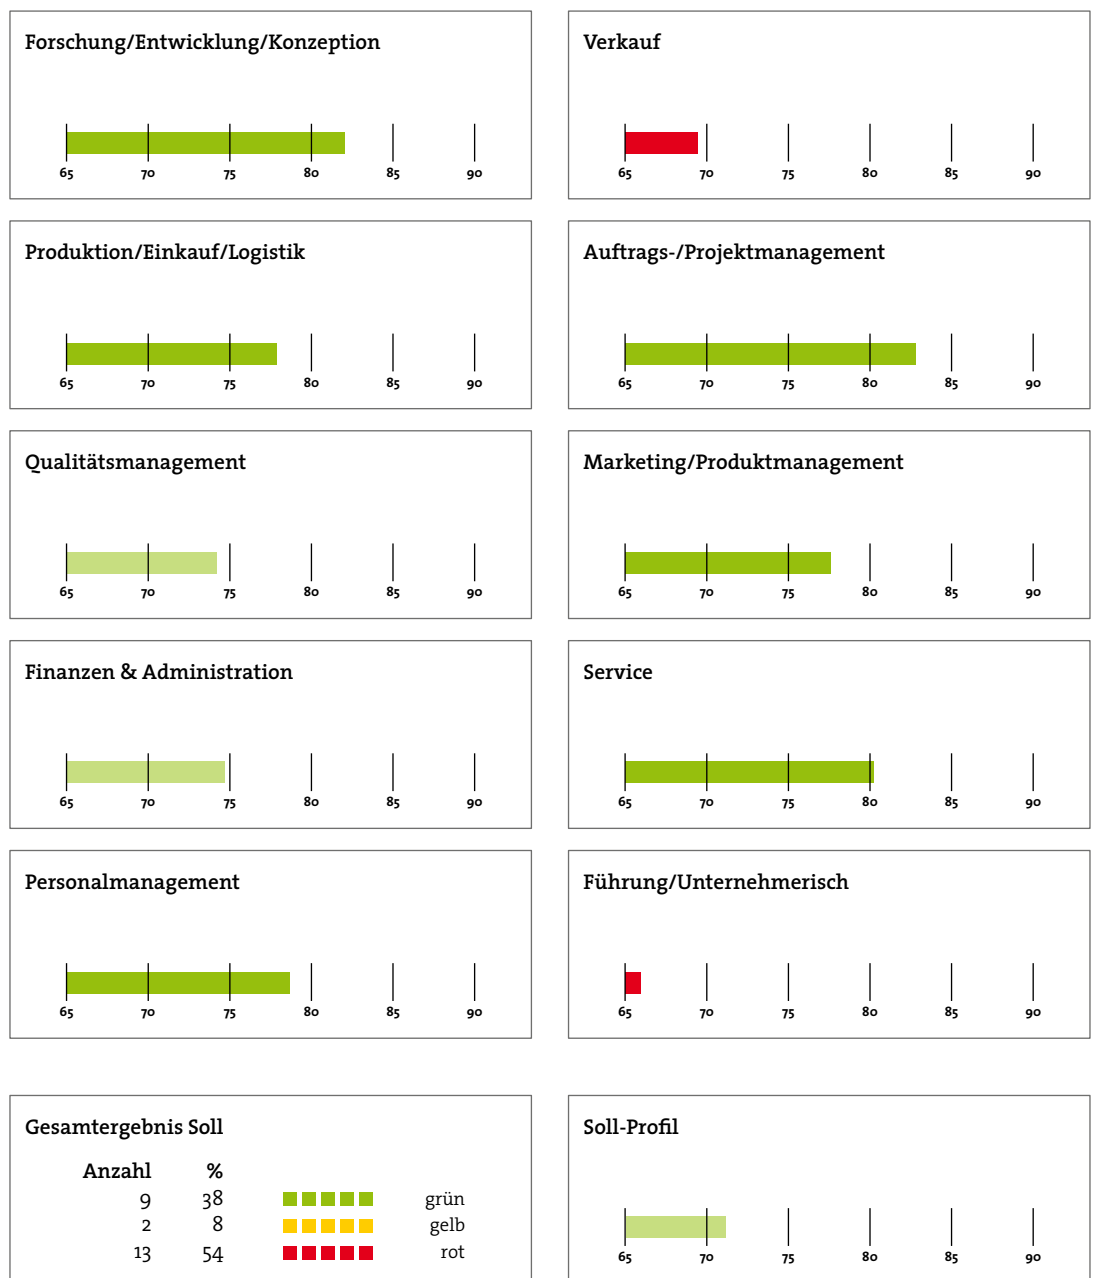 Forschung/Entwicklung/Konzeption
65 70 75 80 85 90
Verkauf
65 70 75 80 85 90
Produktion/Einkauf/Logistik
65 70 75 80 85 90
Auftrags-/Projektmanagement
65 70 75 80 85 90
Qualitätsmanagement
65 70 75 80 85 90
Marketing/Produktmanagement
65 70 75 80 85 90
Finanzen & Administration
65 70 75 80 85 90
Service
65 70 75 80 85 90
Personalmanagement
65 70 75 80 85 90
Führung/Unternehmerisch
65 70 75 80 85 90
Gesamtergebnis Soll
Anzahl %
9 38 grün
2 8 gelb
13 54 rot
Soll-Profil
65 70 75 80 85 90